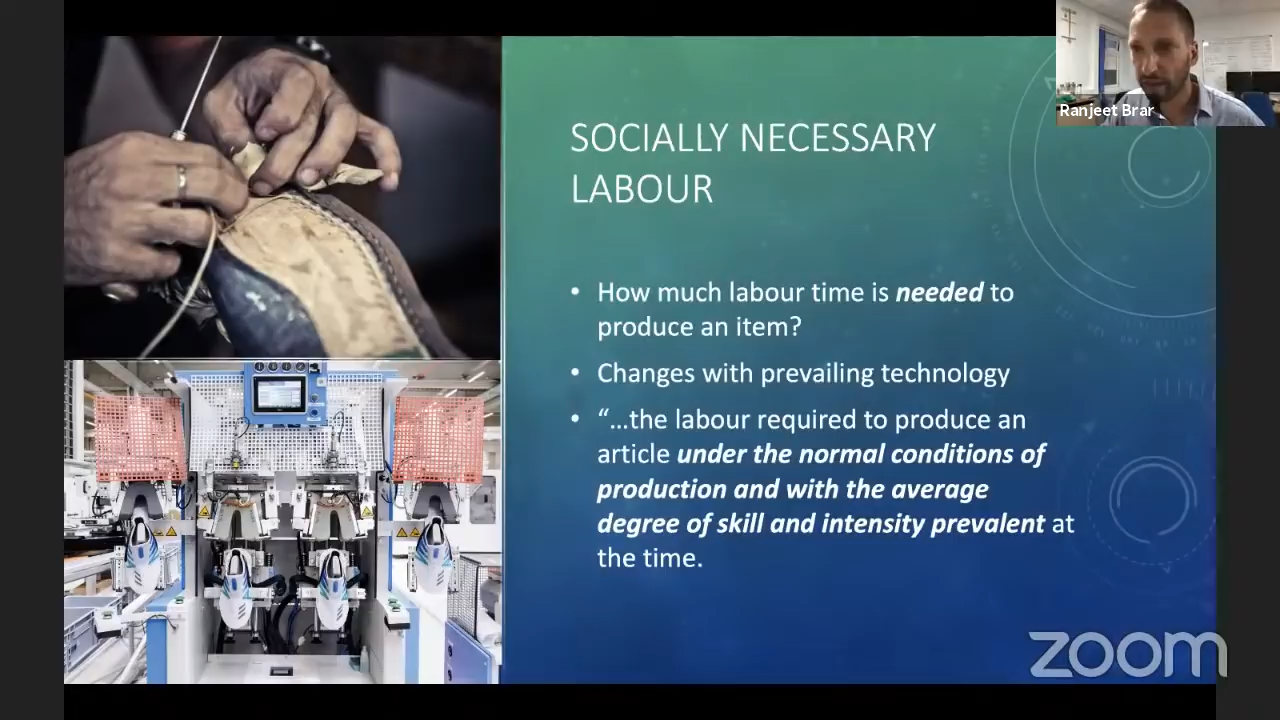 Ranjeet Brar
SOCIALLY NECESSARY
LABOUR
• How much labour time is needed to
produce an item?
• Changes with prevailing technology
• “...the labour required to produce an
article under the normal conditions of
production and with the average
degree of skill and intensity prevalent at
the time.
zoom